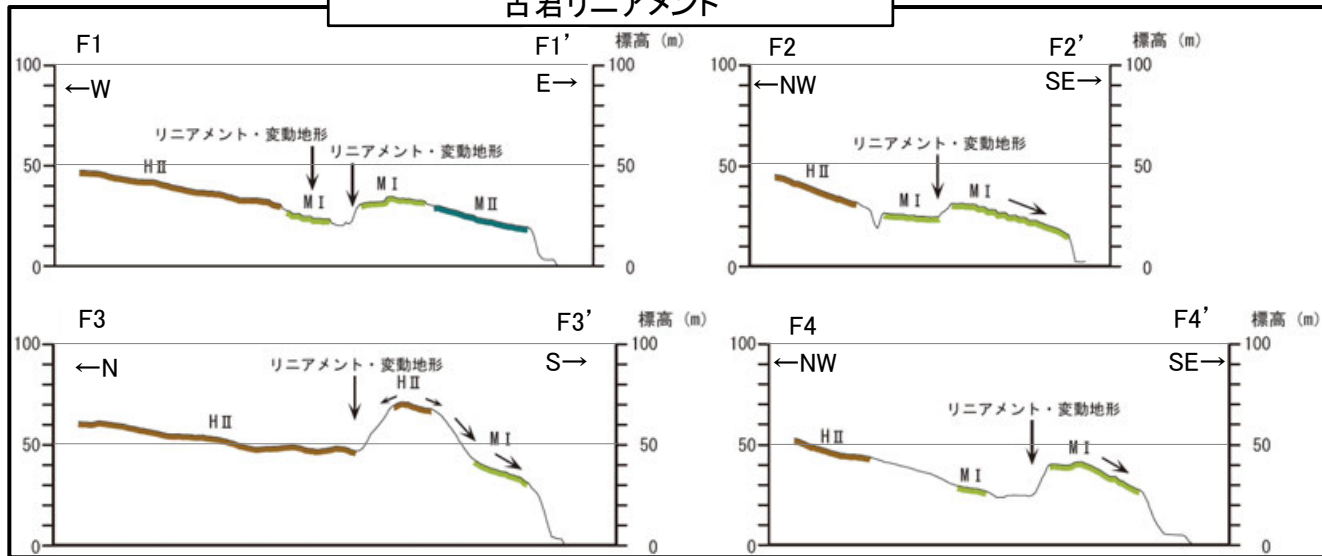 古君リニアメント
F1
F1’
標高 (m)
100
100
←W
E→
リニアメント・変動地形
リニアメント・変動地形
50
50
HⅡ
MⅠ
MⅠ
MⅡ
0
0
F2
F2’
標高 (m)
100
100
←NW
SE→
リニアメント・変動地形
50
50
HⅡ
MⅠ
MⅠ
0
0
F3
F3’
標高 (m)
100
100
←N
S→
リニアメント・変動地形
HⅡ
HⅡ
MⅠ
50
50
0
0
F4
F4’
標高 (m)
100
100
←NW
SE→
リニアメント・変動地形
HⅡ
MⅠ
50
50
MⅠ
0
0